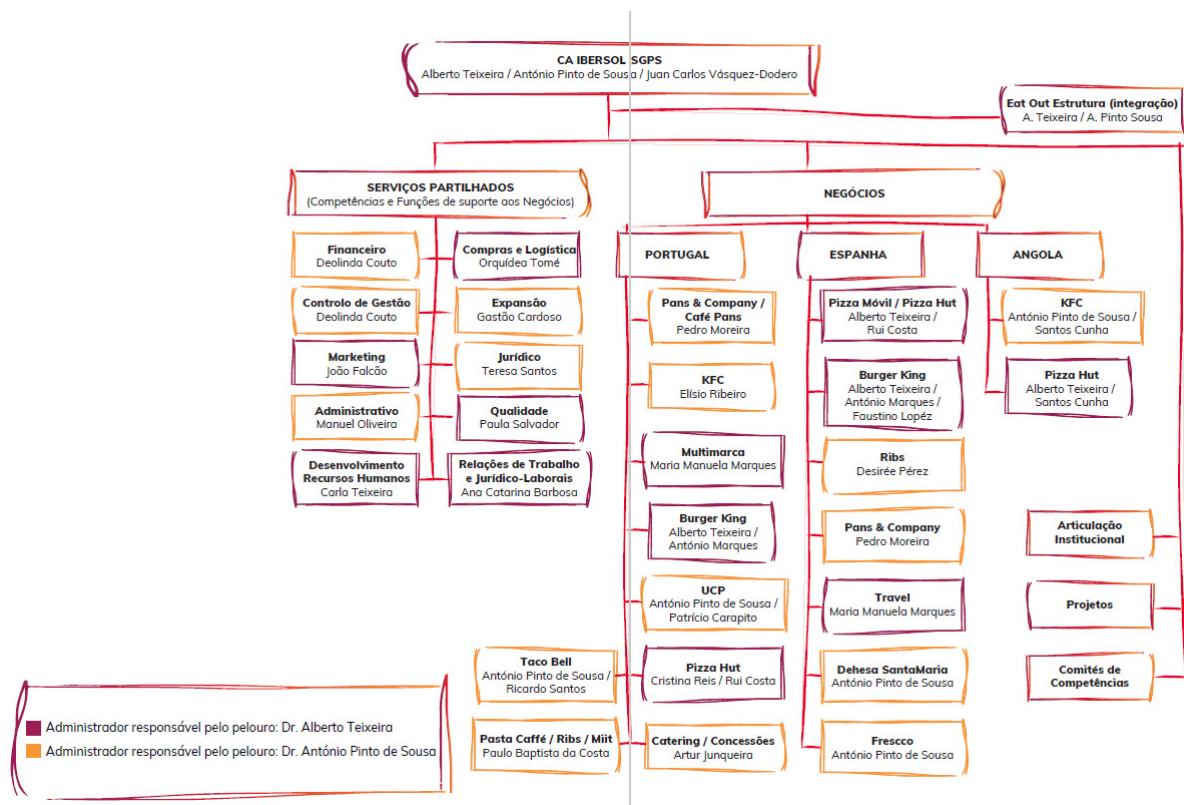 CA IBERSOL SGPS
Alberto Teixeira / António Pinto de Sousa / Juan Carlos Vásquez-Dodero
Eat Out Estrutura (integração)
A. Teixeira / A. Pinto Sousa
SERVIÇOS PARTILHADOS
(Competências e Funções de suporte aos Negócios)
NEGÓCIOS
Financeiro
Deolinda Couto
Compras e Logística
Orquídea Tomé
Controlo de Gestão
Deolinda Couto
Expansão
Gastão Cardoso
Marketing
João Falcão
Jurídico
Teresa Santos
Administrativo
Manuel Oliveira
Qualidade
Paula Salvador
Desenvolvimento
Recursos Humanos
Carla Teixeira
Relações de Trabalho
e Jurídico-Laborais
Ana Catarina Barbosa
PORTUGAL
Pans & Company /
Café Pans
Pedro Moreira
KFC
Elísio Ribeiro
Multimarca
Maria Manuela Marques
Burger King
Alberto Teixeira /
António Marques
UCP
António Pinto de Sousa /
Patrício Carapito
Taco Bell
António Pinto de Sousa /
Ricardo Santos
Pizza Hut
Cristina Reis / Rui Costa
Pasta Caffé / Ribs / Miit
Paulo Baptista da Costa
Catering / Concessões
Artur Junqueira
ESPANHA
Pizza Móvil / Pizza Hut
Alberto Teixeira /
Rui Costa
Burger King
Alberto Teixeira /
António Marques /
Faustino Lopéz
Ribs
Desirée Pérez
Pans & Company
Pedro Moreira
Travel
Maria Manuela Marques
Dehesa SantaMaria
António Pinto de Sousa
Frescco
António Pinto de Sousa
ANGOLA
KFC
António Pinto de Sousa /
Santos Cunha
Pizza Hut
Alberto Teixeira /
Santos Cunha
Articulação
Institucional
Projetos
Comités de
Competências
Administrador responsável pelo pelouro: Dr. Alberto Teixeira
Administrador responsável pelo pelouro: Dr. António Pinto de Sousa